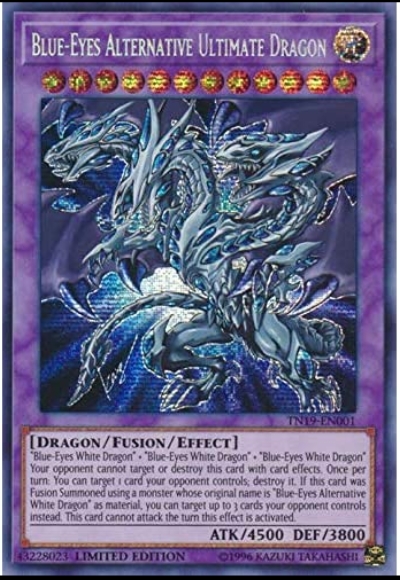 BLUE-EYES ALTERNATIVE ULTIMATE DRAGON
TN19-EN001
[DRAGON/FUSION/EFFECT]
"Blue-Eyes White Dragon" + "Blue-Eyes White Dragon" + "Blue-Eyes White Dragon"
Your opponent cannot target or destroy this card with card effects. Once per
turn: You can target 1 card your opponent controls; destroy it. If this card was
Fusion Summoned using a monster whose original name is "Blue-Eyes Alternative
White Dragon" as material, you can target up to 3 cards your opponent controls
instead. This card cannot attack the turn this effect is activated.
ATK/4500 DEF/3800
43228023 LIMITED EDITION ©1996 KAZUKI TAKAHASHI